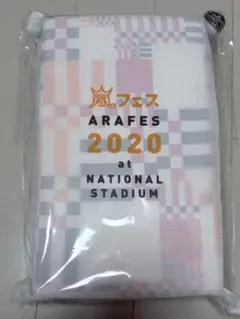 嵐フェス
ARAFES
2020
at
NATIONAL
STADIUM